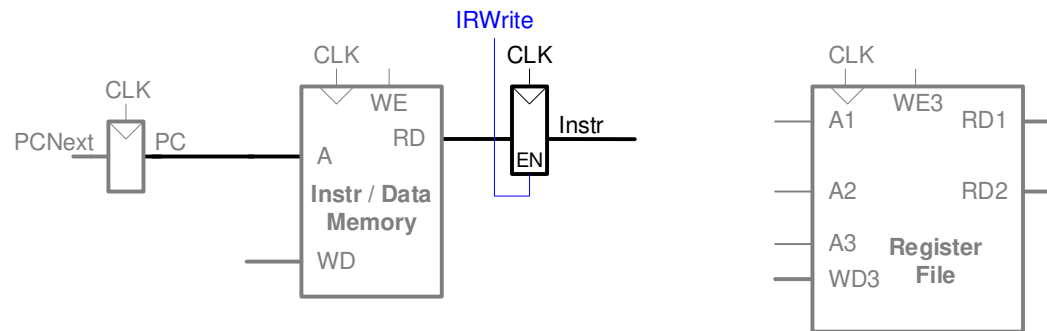 IRWrite
CLK
PCNext
PC
CLK
WE
A
RD
Instr / Data
Memory
WD
CLK
EN
Instr
CLK
WE3
A1
RD1
A2
RD2
A3
Register
File
WD3